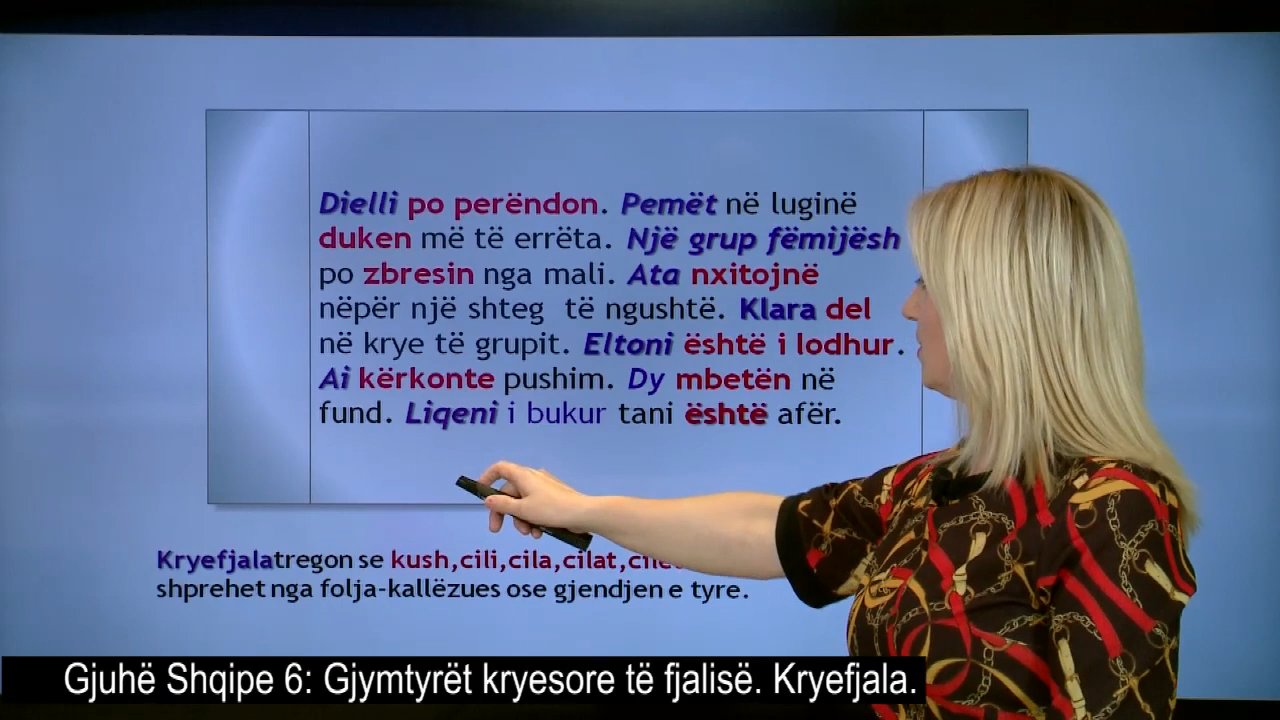 Dielli po perëndon. Pemët në luginë
duken më të errëta. Një grup fëmijësh
po zbresin nga mali. Ata nxitojnë
nëpër një shteg të ngushtë. Klara del
në krye të grupit. Eltoni është i lodhur.
Ai kërkonte pushim. Dy mbetën në
fund. Liqeni i bukur tani është afër.
Kryefjalatregon se kush,cili,cila,cilat,
shprehet nga folja-kallëzues ose gjendjen e tyre.
Gjuhë Shqipe 6: Gjymtyrët kryesore të fjalisë. Kryefjala.